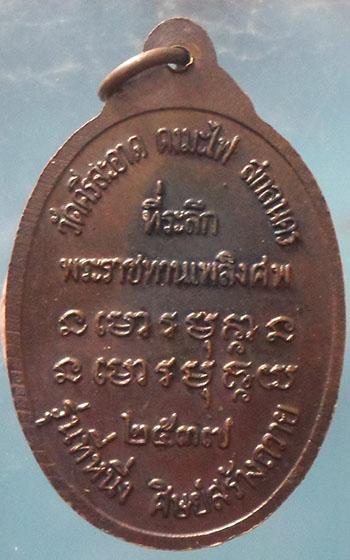 วัดศรีสะอาด ดงมะไฟ สกลนคร
ที่ระลึก
พระราชทานเพลิงศพ
๒๕๓๗
รุ่นที่หนึ่ง ศิษย์สร้างถวาย